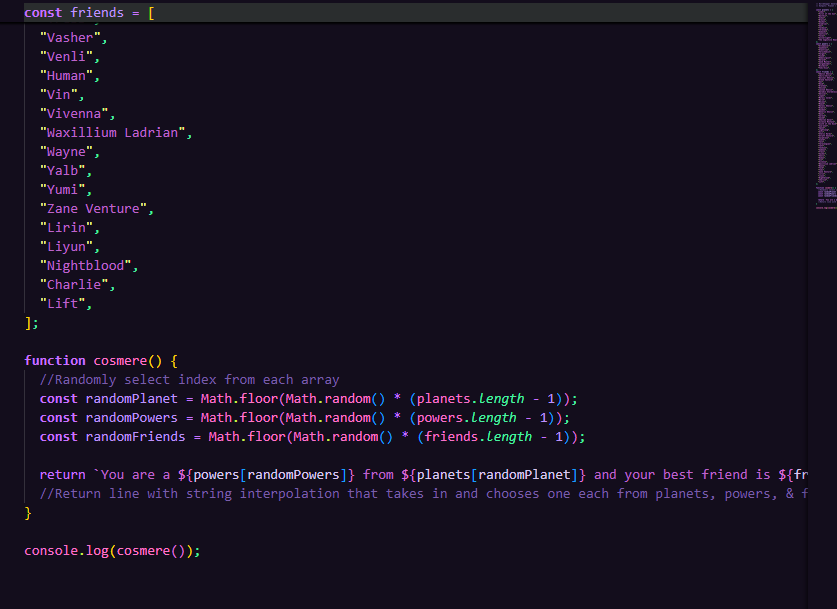 const friends = [
"Vasher",
"Venli",
"Human",
"Vin",
"Vivenna",
"Waxillium Ladrian",
"Wayne",
"Yalb",
"Yumi",
"Zane Venture",
"Lirin",
"Liyun",
"Nightblood",
"Charlie",
"Lift",
];
function cosmere() {
//Randomly select index from each array
const randomPlanet = Math.floor(Math.random() * (planets.length - 1));
const randomPowers = Math.floor(Math.random() * (powers.length - 1));
const randomFriends = Math.floor(Math.random() * (friends.length - 1));
return `You are a ${powers[randomPowers]} from ${planets[randomPlanet]} and your best friend is ${fr
//Return line with string interpolation that takes in and chooses one each from planets, powers, & f
}
console.log(cosmere());